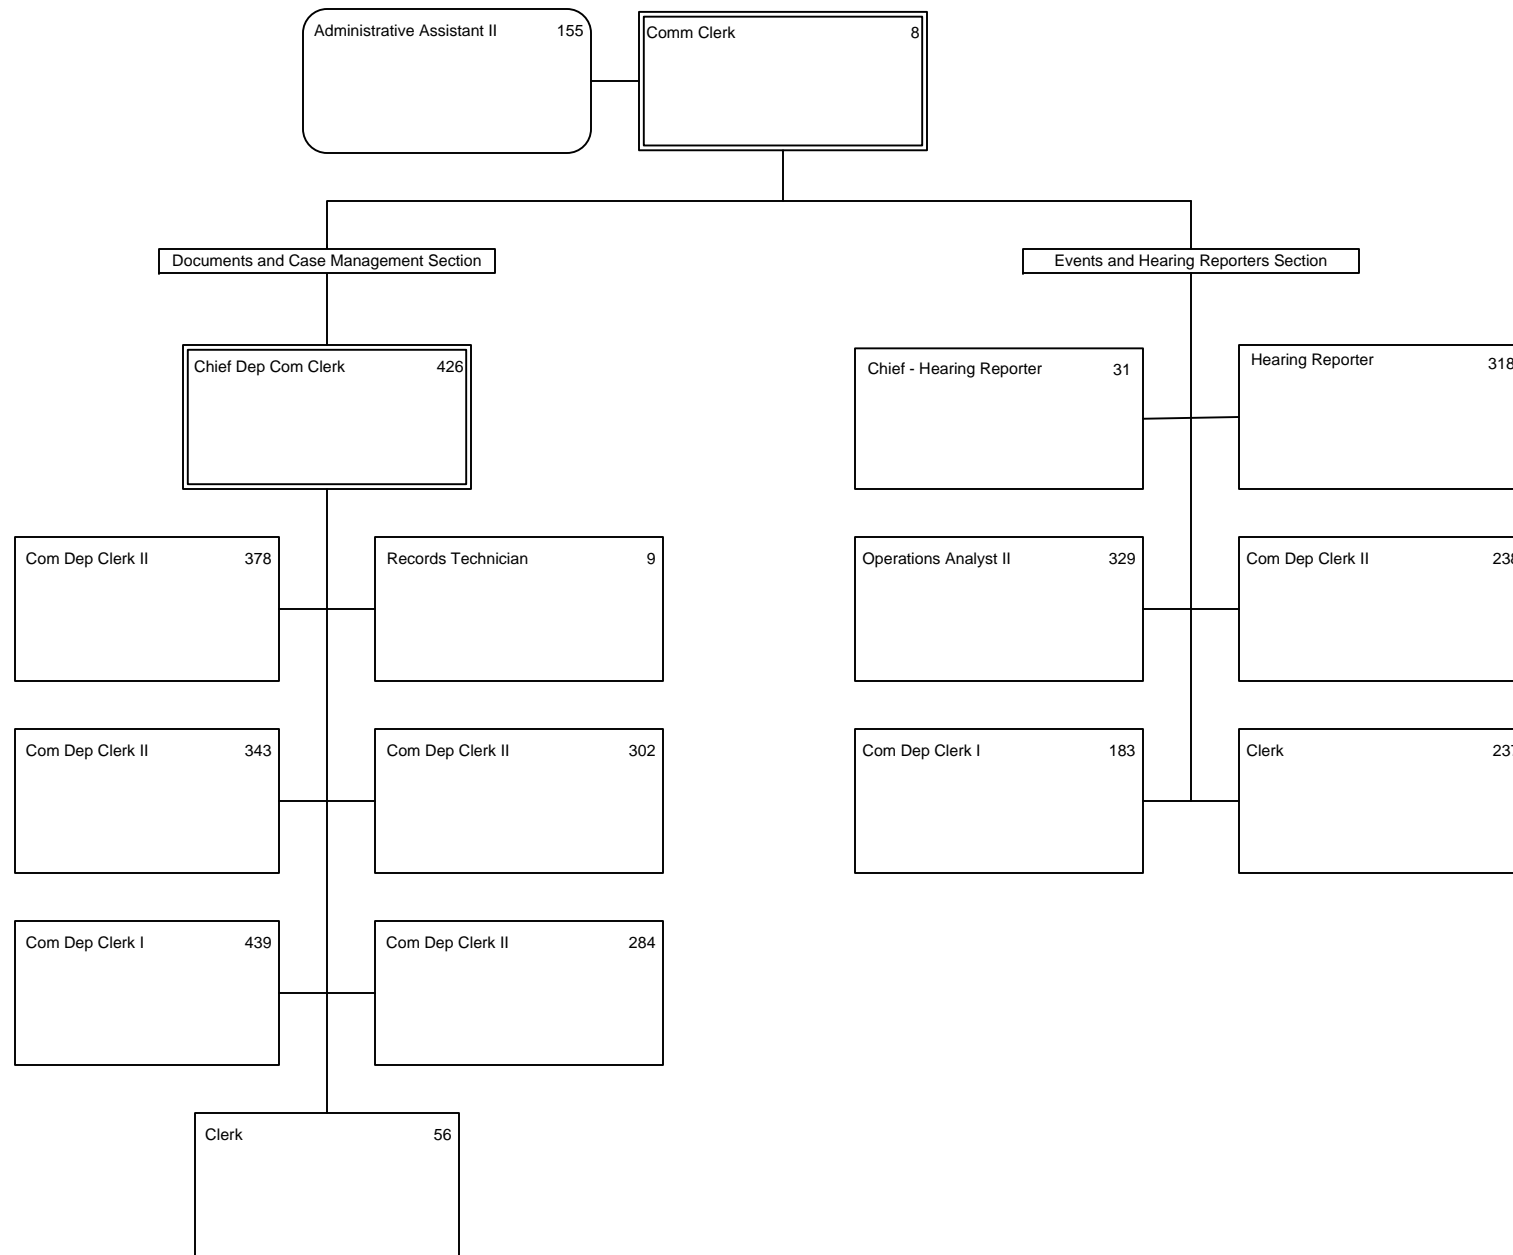 Administrative Assistant II 155
Comm Clerk 8
Documents and Case Management Section
Events and Hearing Reporters Section
Chief Dep Com Clerk 426
Chief - Hearing Reporter 31
Hearing Reporter 318
Com Dep Clerk II 378
Records Technician 9
Operations Analyst II 329
Com Dep Clerk II 238
Com Dep Clerk II 343
Com Dep Clerk II 302
Com Dep Clerk I 183
Clerk 237
Com Dep Clerk I 439
Com Dep Clerk II 284
Clerk 56